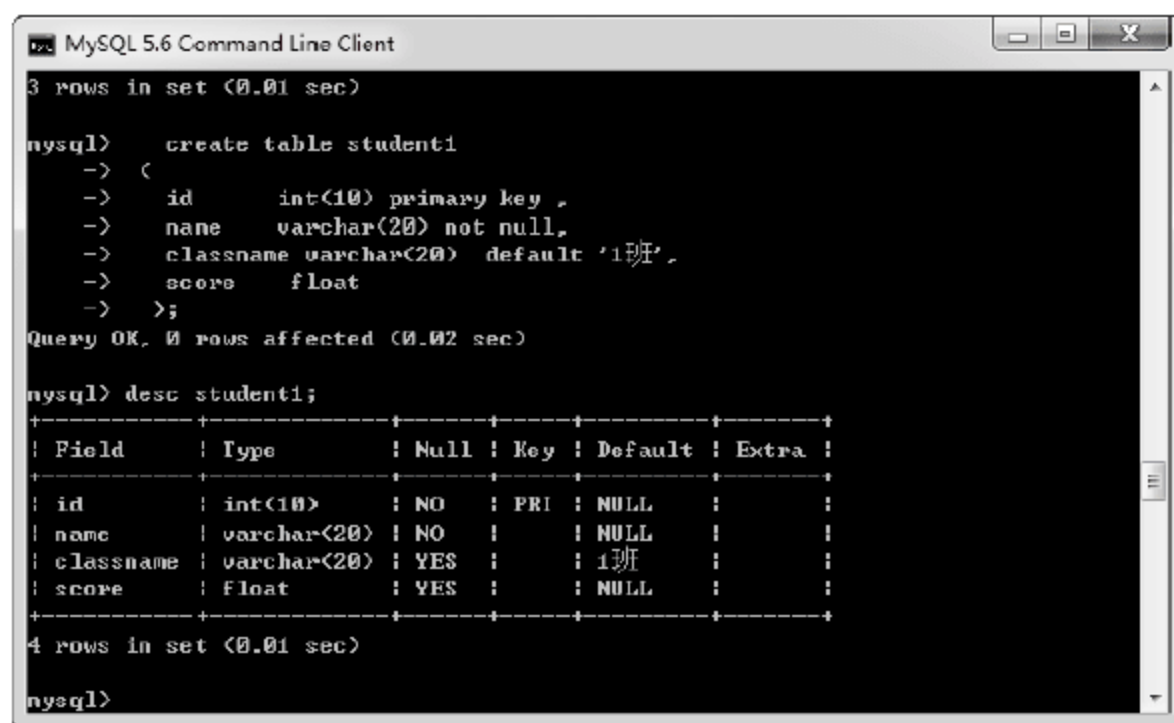 MySQL 5.6 Command Line Client
3 rows in set (0.01 sec)
mysql> create table student1
-> (
-> id int(10) primary key ,
-> name varchar(20) not null,
-> classname varchar(20) default '1班',
-> score float
-> );
Query OK, 0 rows affected (0.02 sec)
mysql> desc student1;
+-----------+-------------+------+-----+---------+-------+
| Field | Type | Null | Key | Default | Extra |
+-----------+-------------+------+-----+---------+-------+
| id | int(10) | NO | PRI | NULL | |
| name | varchar(20) | NO | | NULL | |
| classname | varchar(20) | YES | | 1班 | |
| score | float | YES | | NULL | |
+-----------+-------------+------+-----+---------+-------+
4 rows in set (0.01 sec)
mysql>